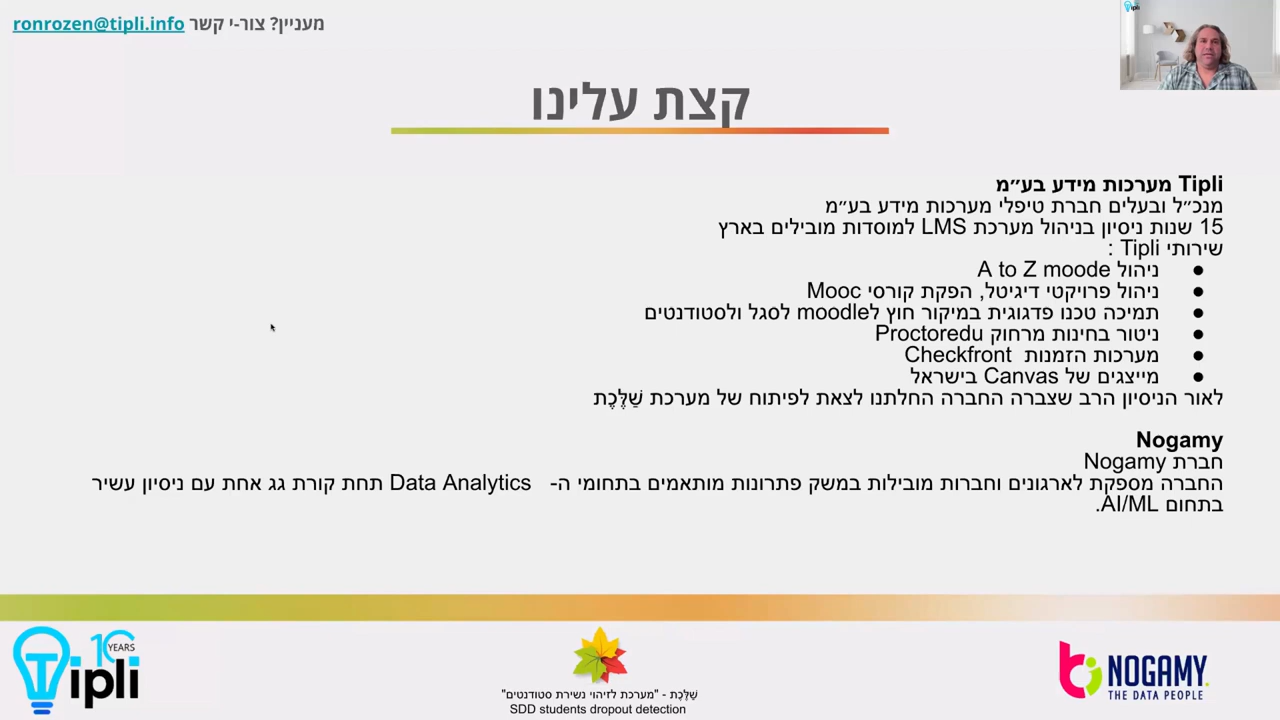 מעניין? צור-י קשר ronrozen@tipli.info
Tipli
קצת עלינו
Tipli מערכות מידע בע״מ
מנכ״ל ובעלים חברת טיפלי מערכות מידע בע״מ
15 שנות ניסיון בניהול מערכת LMS למוסדות מובילים בארץ
שירותי Tipli :
● ניהול A to Z moode
● ניהול פרויקטי דיגיטל, הפקת קורסי Mooc
● תמיכה טכנו פדגוגית במיקור חוץ לmoodle לסגל ולסטודנטים
● ניטור בחינות מרחוק Proctoredu
● מערכות הזמנות Checkfront
● מייצגים של Canvas בישראל
לאור הניסיון הרב שצברה החברה החלתנו לצאת לפיתוח של מערכת שַׁלֶּכֶת
Nogamy
חברת Nogamy
החברה מספקת לארגונים וחברות מובילות במשק פתרונות מותאמים בתחומי ה- Data Analytics תחת קורת גג אחת עם ניסיון עשיר
בתחום AI/ML.
Tipli 10 YEARS
שַׁלֶּכֶת - "מערכת לזיהוי נשירת סטודנטים"
SDD students dropout detection
NOGAMY.
THE DATA PEOPLE